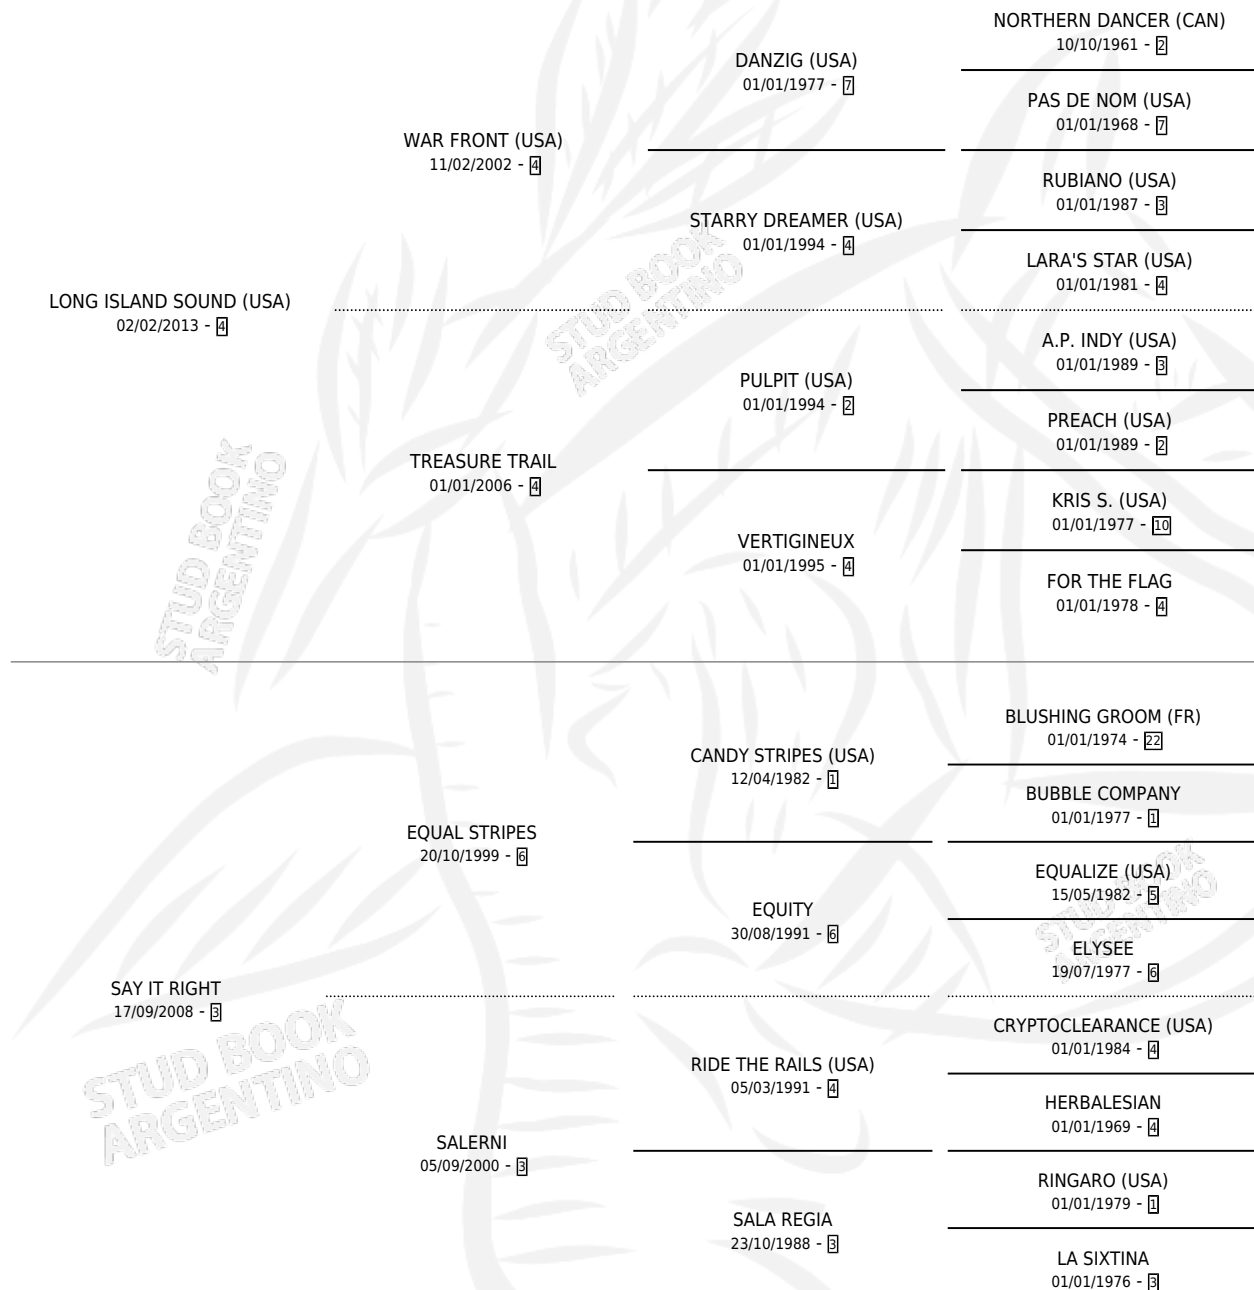 NORTHERN DANCER (CAN)
10/10/1961 - 2
DANZIG (USA)
01/01/1977 - 7
PAS DE NOM (USA)
01/01/1968 - 7
WAR FRONT (USA)
11/02/2002 - 4
RUBIANO (USA)
01/01/1987 - 3
STARRY DREAMER (USA)
01/01/1994 - 4
LARA'S STAR (USA)
01/01/1981 - 4
LONG ISLAND SOUND (USA)
02/02/2013 - 4
A.P. INDY (USA)
01/01/1989 - 3
PULPIT (USA)
01/01/1994 - 2
PREACH (USA)
01/01/1989 - 2
TREASURE TRAIL
01/01/2006 - 4
KRIS S. (USA)
01/01/1977 - 10
VERTIGINEUX
01/01/1995 - 4
FOR THE FLAG
01/01/1978 - 4
STUD BOOK
ARGENTINO
STUD BOOK
ARGENTINO
BLUSHING GROOM (FR)
01/01/1974 - 22
CANDY STRIPES (USA)
12/04/1982 - 1
BUBBLE COMPANY
01/01/1977 - 1
EQUAL STRIPES
20/10/1999 - 6
EQUALIZE (USA)
15/05/1982 - 5
EQUITY
30/08/1991 - 6
ELYSEE
19/07/1977 - 6
STUD BOOK
ARGENTINO
SAY IT RIGHT
17/09/2008 - 3
CRYPTOCLEARANCE (USA)
01/01/1984 - 4
RIDE THE RAILS (USA)
05/03/1991 - 4
HERBALESIAN
01/01/1969 - 4
SALERNI
05/09/2000 - 3
RINGARO (USA)
01/01/1979 - 1
SALA REGIA
23/10/1988 - 3
LA SIXTINA
01/01/1976 - 3
STUD BOOK
ARGENTINO